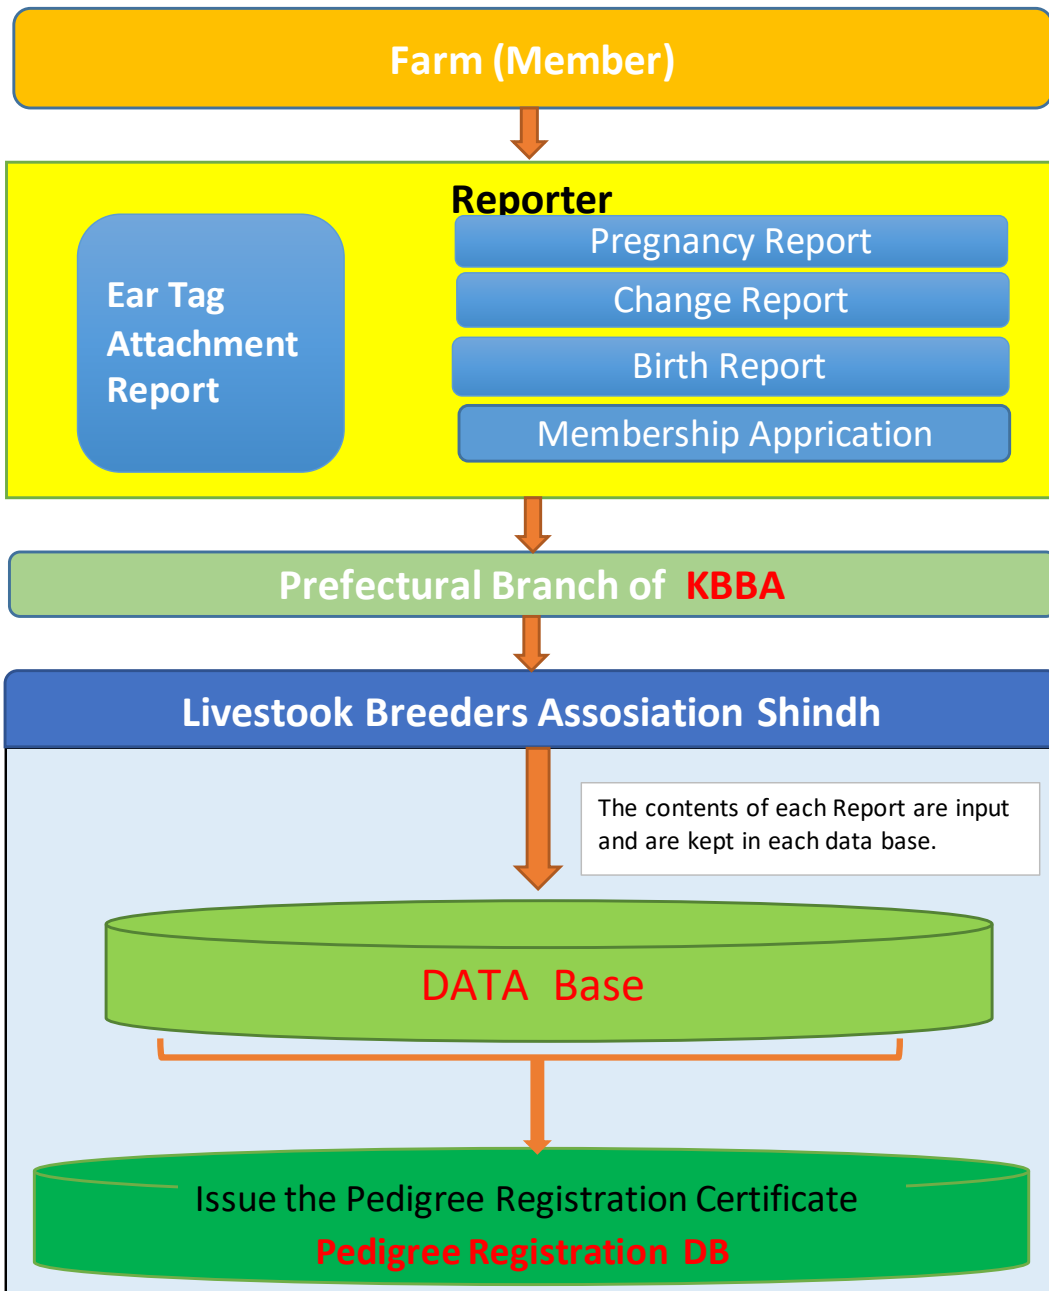 Farm (Member)
Reporter
Ear Tag
Attachment
Report
Pregnancy Report
Change Report
Birth Report
Membership Apprication
Prefectural Branch of KBBA
Livestook Breeders Assosiation Shindh
The contents of each Report are input
and are kept in each data base.
DATA Base
Issue the Pedigree Registration Certificate
Pedigree Registration DB